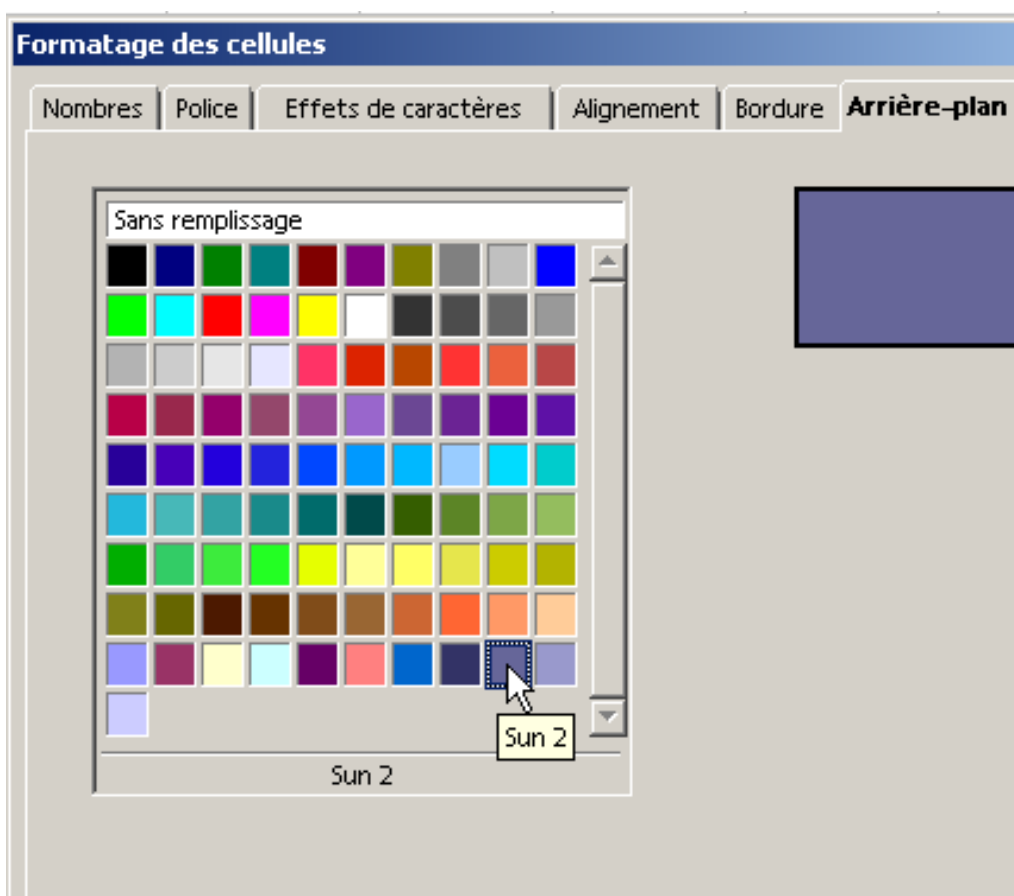 Formatage des cellules
Nombres Police Effets de caractères Alignement Bordure Arrière-plan
Sans remplissage
Sun 2
Sun 2